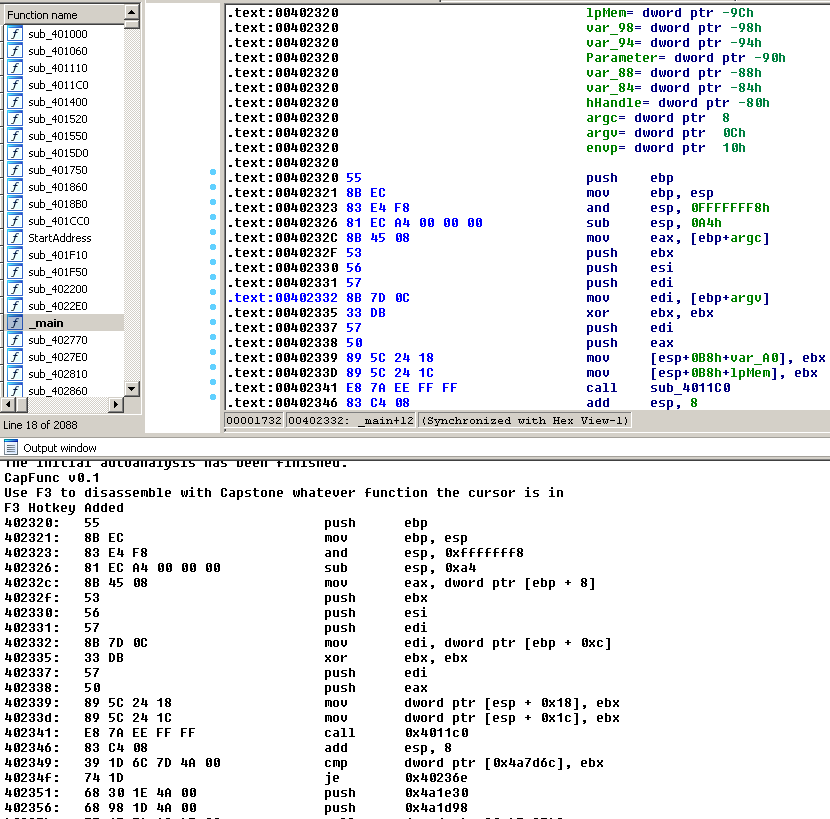 Function name
sub_401000
sub_401060
sub_401110
sub_4011C0
sub_401400
sub_401520
sub_401550
sub_4015D0
sub_401750
sub_401860
sub_4018B0
sub_401CC0
StartAddress
sub_401F10
sub_401F50
sub_402200
sub_4022E0
_main
sub_402770
sub_4027E0
sub_402810
sub_402860
Line 18 of 2088
.text:00402320 lpMem= dword ptr -9Ch
.text:00402320 var_98= dword ptr -98h
.text:00402320 var_94= dword ptr -94h
.text:00402320 Parameter= dword ptr -90h
.text:00402320 var_88= dword ptr -88h
.text:00402320 var_84= dword ptr -84h
.text:00402320 hHandle= dword ptr -80h
.text:00402320 argc= dword ptr  8
.text:00402320 argv= dword ptr  0Ch
.text:00402320 envp= dword ptr  10h
.text:00402320
.text:00402320 55 push ebp
.text:00402321 8B EC mov ebp, esp
.text:00402323 83 E4 F8 and esp, 0FFFFFFF8h
.text:00402326 81 EC A4 00 00 00 sub esp, 0A4h
.text:0040232C 8B 45 08 mov eax, [ebp+argc]
.text:0040232F 53 push ebx
.text:00402330 56 push esi
.text:00402331 57 push edi
.text:00402332 8B 7D 0C mov edi, [ebp+argv]
.text:00402335 33 DB xor ebx, ebx
.text:00402337 57 push edi
.text:00402338 50 push eax
.text:00402339 89 5C 24 18 mov [esp+0B8h+var_A0], ebx
.text:0040233D 89 5C 24 1C mov [esp+0B8h+lpMem], ebx
.text:00402341 E8 7A EE FF FF call sub_4011C0
.text:00402346 83 C4 08 add esp, 8
00001732 00402332: _main+12 (Synchronized with Hex View-1)
Output window
The initial autoanalysis has been finished.
CapFunc v0.1
Use F3 to disassemble with Capstone whatever function the cursor is in
F3 Hotkey Added
402320: 55 push ebp
402321: 8B EC mov ebp, esp
402323: 83 E4 F8 and esp, 0xfffffff8
402326: 81 EC A4 00 00 00 sub esp, 0xa4
40232c: 8B 45 08 mov eax, dword ptr [ebp + 8]
40232f: 53 push ebx
402330: 56 push esi
402331: 57 push edi
402332: 8B 7D 0C mov edi, dword ptr [ebp + 0xc]
402335: 33 DB xor ebx, ebx
402337: 57 push edi
402338: 50 push eax
402339: 89 5C 24 18 mov dword ptr [esp + 0x18], ebx
40233d: 89 5C 24 1C mov dword ptr [esp + 0x1c], ebx
402341: E8 7A EE FF FF call 0x4011c0
402346: 83 C4 08 add esp, 8
402349: 39 1D 6C 7D 4A 00 cmp dword ptr [0x4a7d6c], ebx
40234f: 74 1D je 0x40236e
402351: 68 30 1E 4A 00 push 0x4a1e30
402356: 68 98 1D 4A 00 push 0x4a1d98